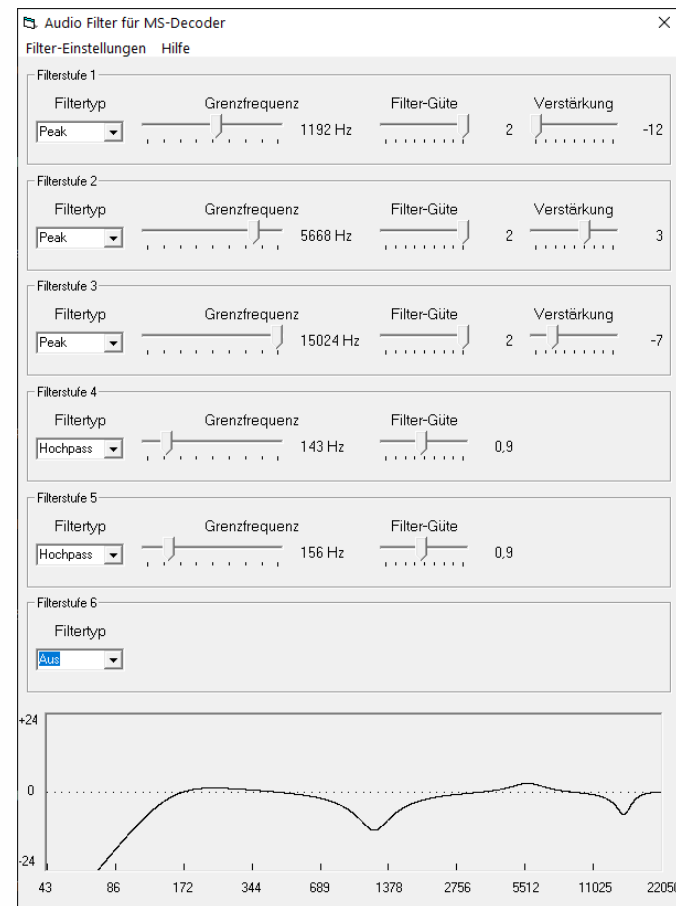 Audio Filter für MS-Decoder
Filter-Einstellungen Hilfe
Filterstufe 1
Filtertyp Grenzfrequenz Filter-Güte Verstärkung
Peak 1192 Hz 2 -12
Filterstufe 2
Filtertyp Grenzfrequenz Filter-Güte Verstärkung
Peak 5668 Hz 2 3
Filterstufe 3
Filtertyp Grenzfrequenz Filter-Güte Verstärkung
Peak 15024 Hz 2 -7
Filterstufe 4
Filtertyp Grenzfrequenz Filter-Güte
Hochpass 143 Hz 0,9
Filterstufe 5
Filtertyp Grenzfrequenz Filter-Güte
Hochpass 156 Hz 0,9
Filterstufe 6
Filtertyp
Aus
+24
0
-24
43 86 172 344 689 1378 2756 5512 11025 22050